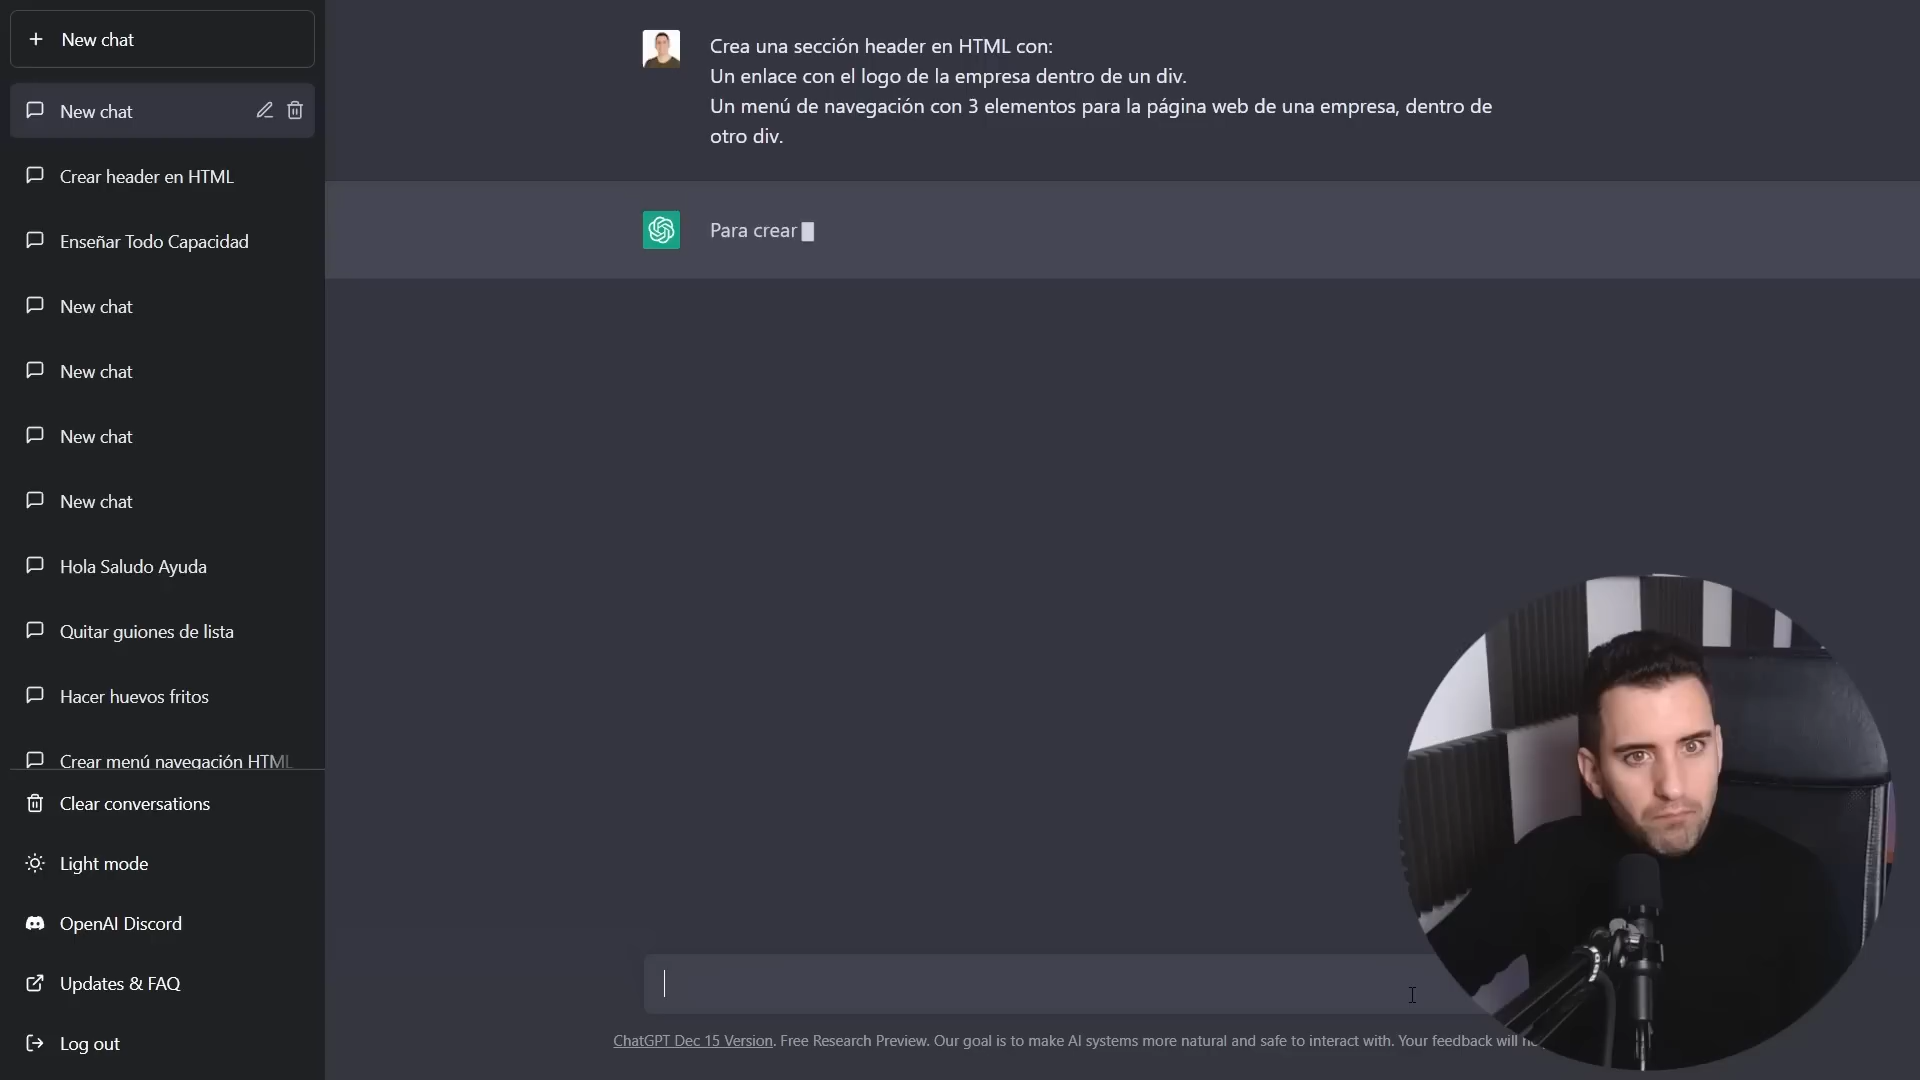 New chat
New chat
Crear header en HTML
Enseñar Todo Capacidad
New chat
New chat
New chat
New chat
Hola Saludo Ayuda
Quitar guiones de lista
Hacer huevos fritos
Crear menú navegación HTML
Clear conversations
Light mode
OpenAI Discord
Updates & FAQ
Log out
Crea una sección header en HTML con:
Un enlace con el logo de la empresa dentro de un div.
Un menú de navegación con 3 elementos para la página web de una empresa, dentro de
otro div.
Para crear
ChatGPT Dec 15 Version. Free Research Preview. Our goal is to make AI systems more natural and safe to interact with. Your feedback will